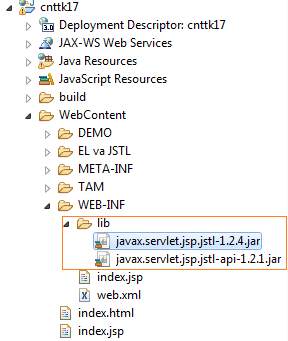 cnttk17
3.0 Deployment Descriptor: cnttk17
JAX-WS Web Services
Java Resources
JavaScript Resources
build
WebContent
DEMO
EL va JSTL
META-INF
TAM
WEB-INF
lib
javax.servlet.jsp.jstl-1.2.4.jar
javax.servlet.jsp.jstl-api-1.2.1.jar
index.jsp
web.xml
index.html
index.jsp